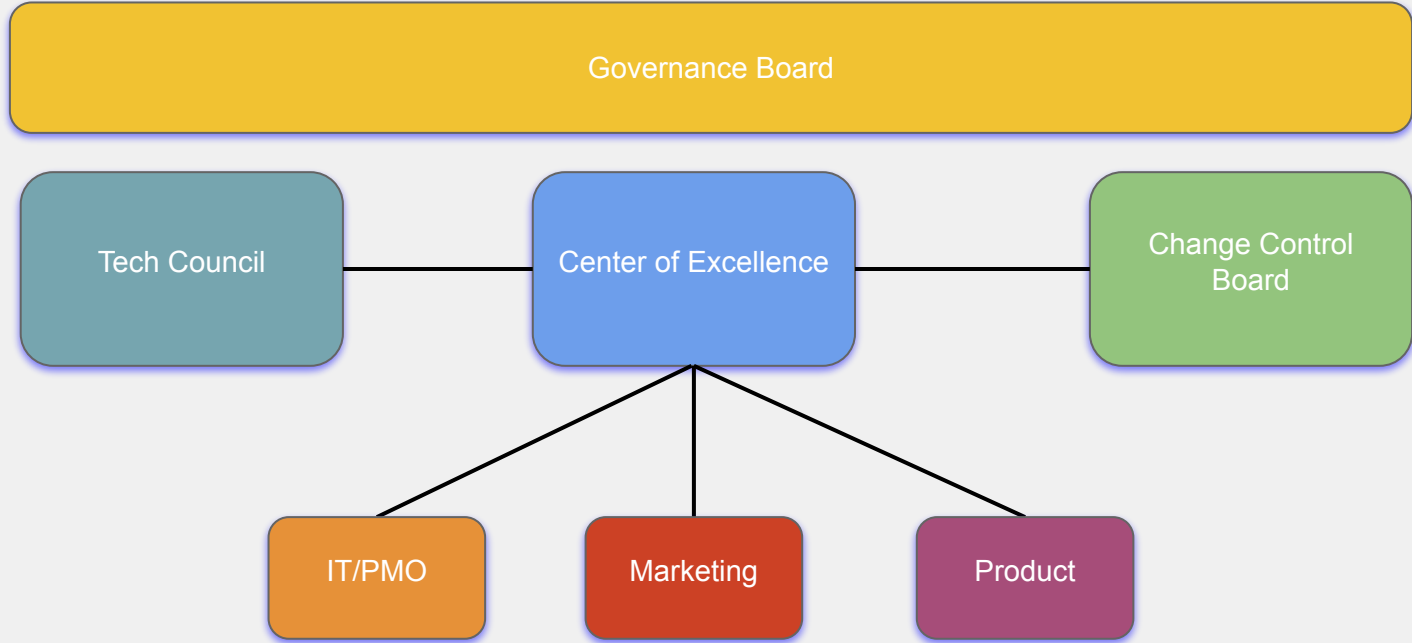 Governance Board
Tech Council
Center of Excellence
Change Control
Board
IT/PMO
Marketing
Product